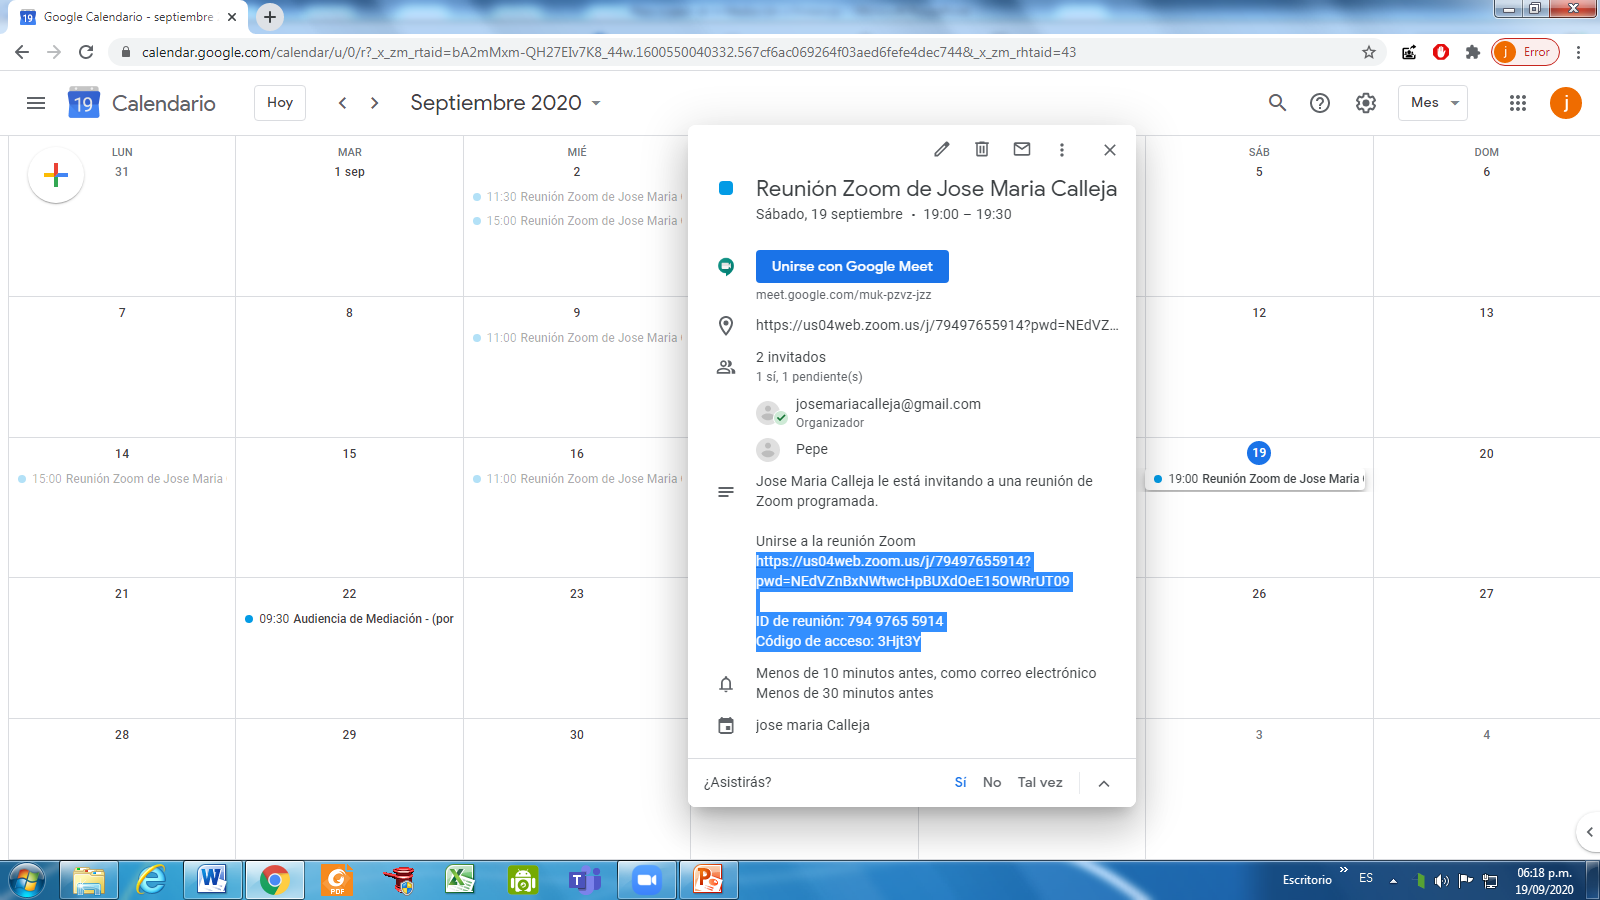 Google Calendario - septiembre
calendar.google.com/calendar/u/0/r?_x_zm_rtaid=bA2mMxm-QH27EIv7K8_44w.1600550040332.567cf6ac069264f03aed6fefe4dec744&_x_zm_rhtaid=43
j Error
19 Calendario
Hoy
Septiembre 2020
Mes
j
LUN
MAR
MIÉ
SÁB
DOM
31
1 sep
2
5
6
11:30 Reunión Zoom de Jose Maria
15:00 Reunión Zoom de Jose Maria
7
8
9
12
13
11:00 Reunión Zoom de Jose Maria
14
15
16
19
20
15:00 Reunión Zoom de Jose Maria
11:00 Reunión Zoom de Jose Maria
19:00 Reunión Zoom de Jose Maria
21
22
23
26
27
09:30 Audiencia de Mediación - (por
28
29
30
3
4
Reunión Zoom de Jose Maria Calleja
Sábado, 19 septiembre · 19:00 – 19:30
Unirse con Google Meet
meet.google.com/muk-pzvz-jzz
https://us04web.zoom.us/j/79497655914?pwd=NEdVZ...
2 invitados
1 sí, 1 pendiente(s)
josemariacalleja@gmail.com
Organizador
Pepe
Jose Maria Calleja le está invitando a una reunión de
Zoom programada.
Unirse a la reunión Zoom
https://us04web.zoom.us/j/79497655914?
pwd=NEdVZnBxNWtwcHpBUXdOeE15OWRrUT09
ID de reunión: 794 9765 5914
Código de acceso: 3Hjt3Y
Menos de 10 minutos antes, como correo electrónico
Menos de 30 minutos antes
jose maria Calleja
¿Asistirás?
Sí
No
Tal vez
PDF
Escritorio
ES
06:18 p.m.
19/09/2020